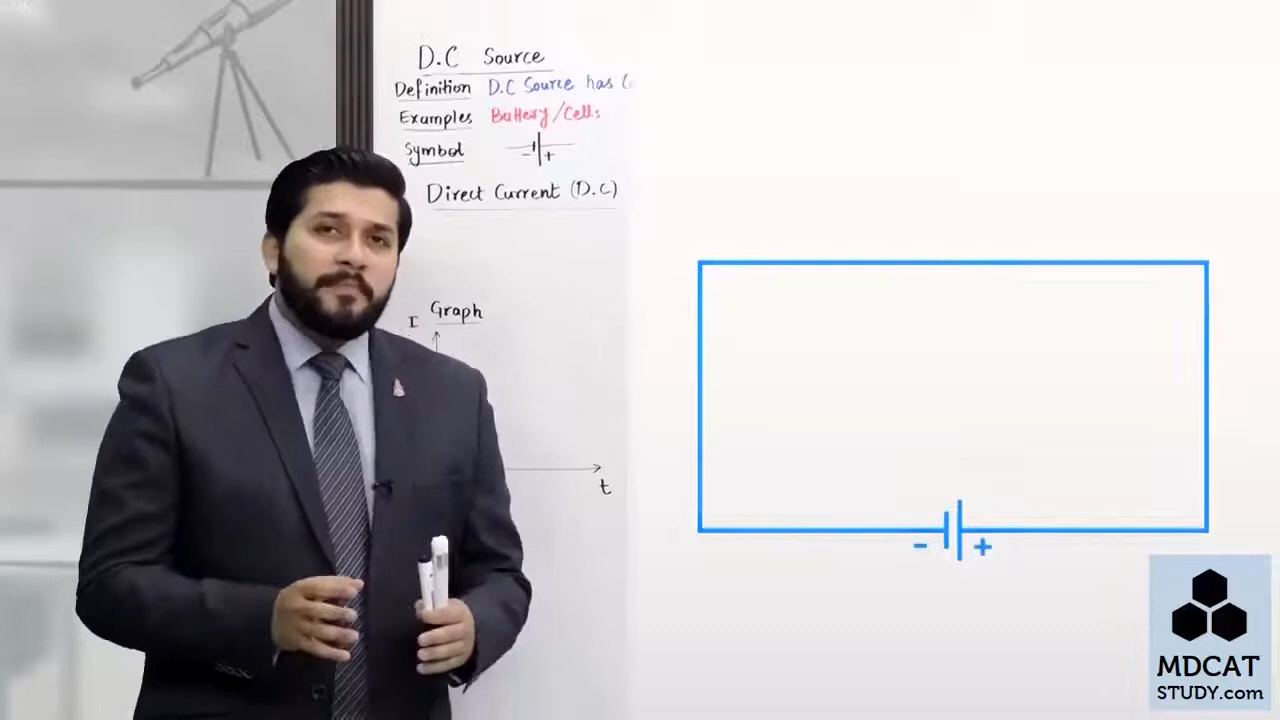 D.C Source
Definition D.C Source has
Examples Battery/Cells
Symbol
- +
Direct Current (D.C)
I Graph
t
- +
MDCAT
STUDY.com